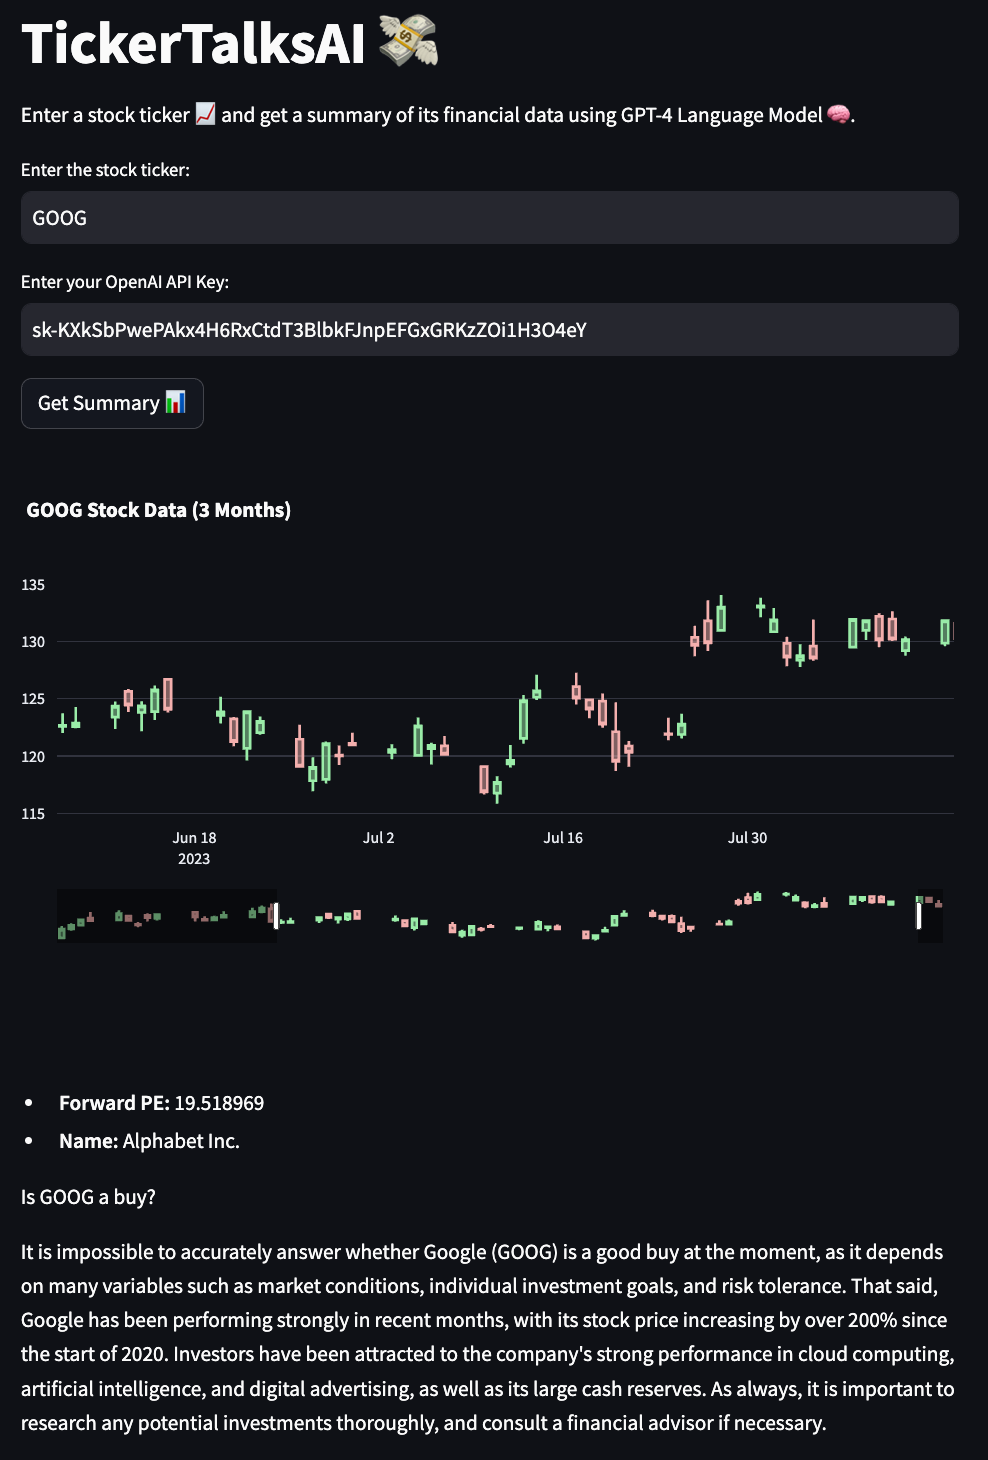 TickerTalksAI 💸
Enter a stock ticker 📈 and get a summary of its financial data using GPT-4 Language Model 🧠.
Enter the stock ticker:
GOOG
Enter your OpenAI API Key:
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
Get Summary 📊
GOOG Stock Data (3 Months)
135
130
125
120
115
Jun 18 Jul 2 Jul 16 Jul 30
2023
• Forward PE: 19.518969
• Name: Alphabet Inc.
Is GOOG a buy?
It is impossible to accurately answer whether Google (GOOG) is a good buy at the moment, as it depends
on many variables such as market conditions, individual investment goals, and risk tolerance. That said,
Google has been performing strongly in recent months, with its stock price increasing by over 200% since
the start of 2020. Investors have been attracted to the company's strong performance in cloud computing,
artificial intelligence, and digital advertising, as well as its large cash reserves. As always, it is important to
research any potential investments thoroughly, and consult a financial advisor if necessary.